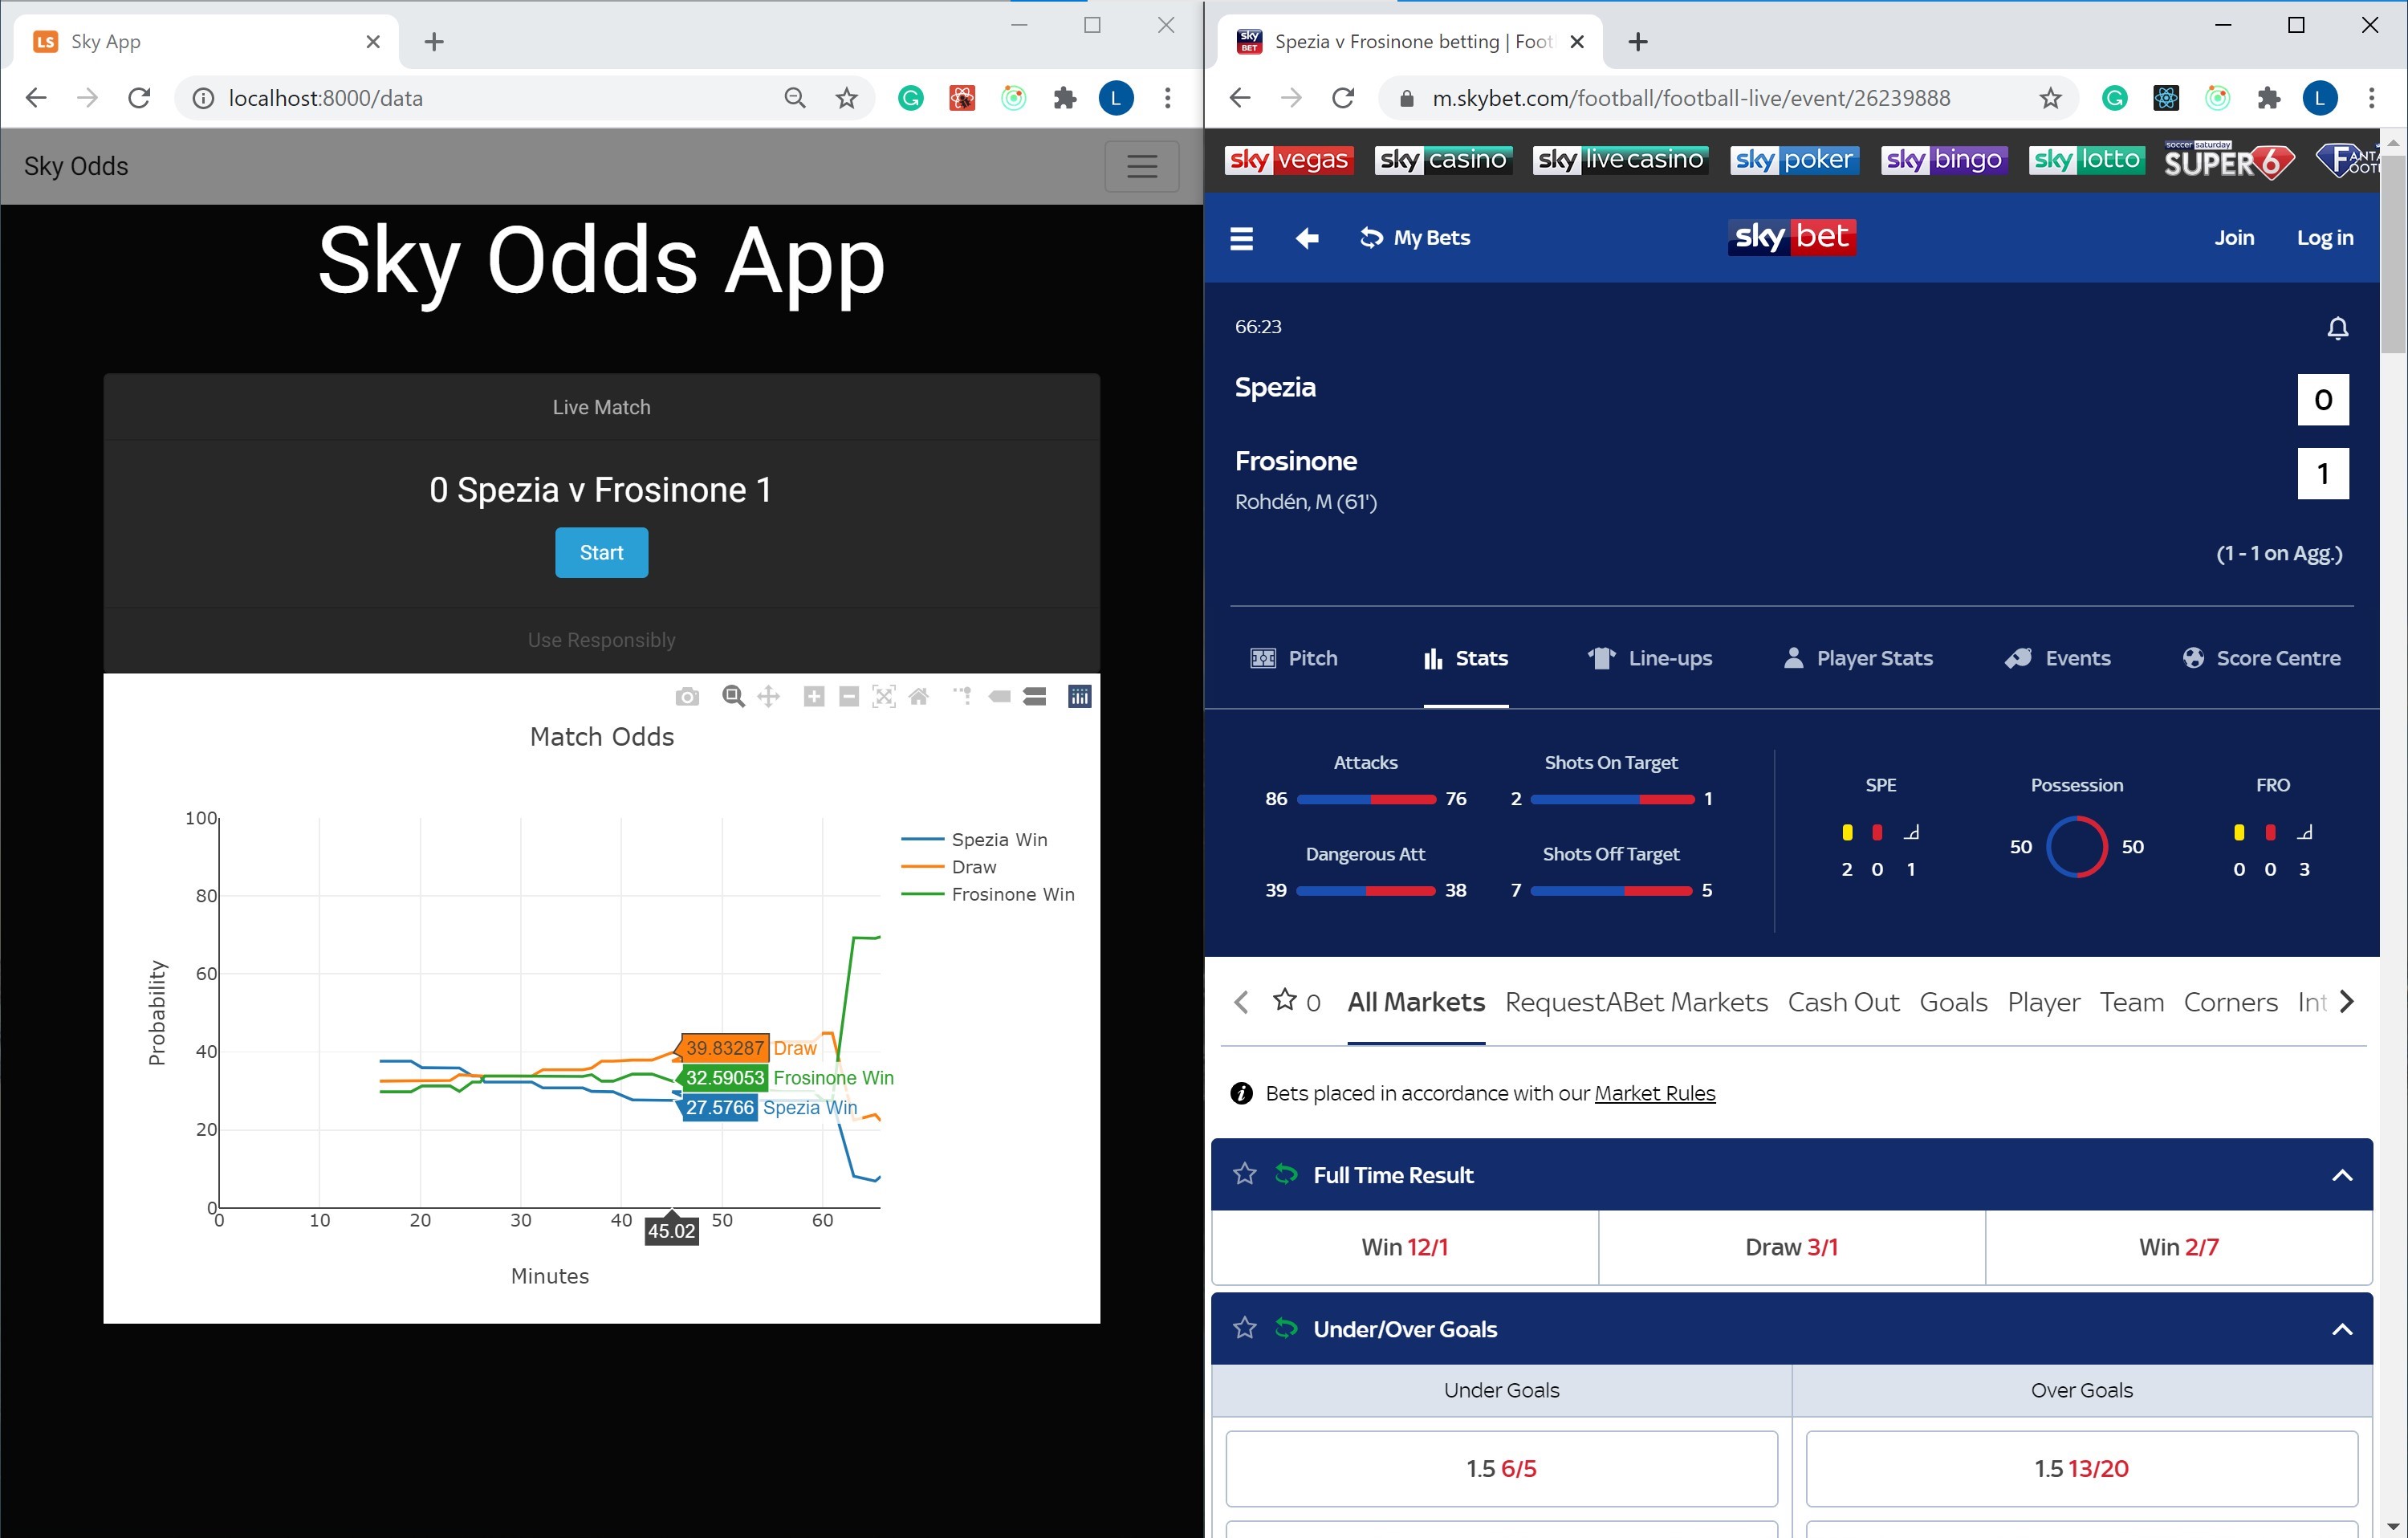 LS Sky App
localhost:8000/data
L
Sky Odds
Sky Odds App
Live Match
0 Spezia v Frosinone 1
Start
Use Responsibly
Match Odds
100
80
60
40
20
0
Probability
Spezia Win
Draw
Frosinone Win
39.83287 Draw
32.59053 Frosinone Win
27.5766 Spezia Win
0 10 20 30 40 50 60
45.02
Minutes
sky BET Spezia v Frosinone betting | Foot
m.skybet.com/football/football-live/event/26239888
L
sky vegas sky casino sky live casino sky poker sky bingo sky lotto soccer saturday SUPER 6
My Bets sky bet Join Log in
66:23
Spezia 0
Frosinone 1
Rohdén, M (61')
(1 - 1 on Agg.)
Pitch Stats Line-ups Player Stats Events Score Centre
Attacks
86 76
Shots On Target
2 1
Dangerous Att
39 38
Shots Off Target
7 5
SPE
2 0 1
Possession
50 50
FRO
0 0 3
0 All Markets RequestABet Markets Cash Out Goals Player Team Corners Int
Bets placed in accordance with our Market Rules
Full Time Result
Win 12/1 Draw 3/1 Win 2/7
Under/Over Goals
Under Goals Over Goals
1.5 6/5 1.5 13/20